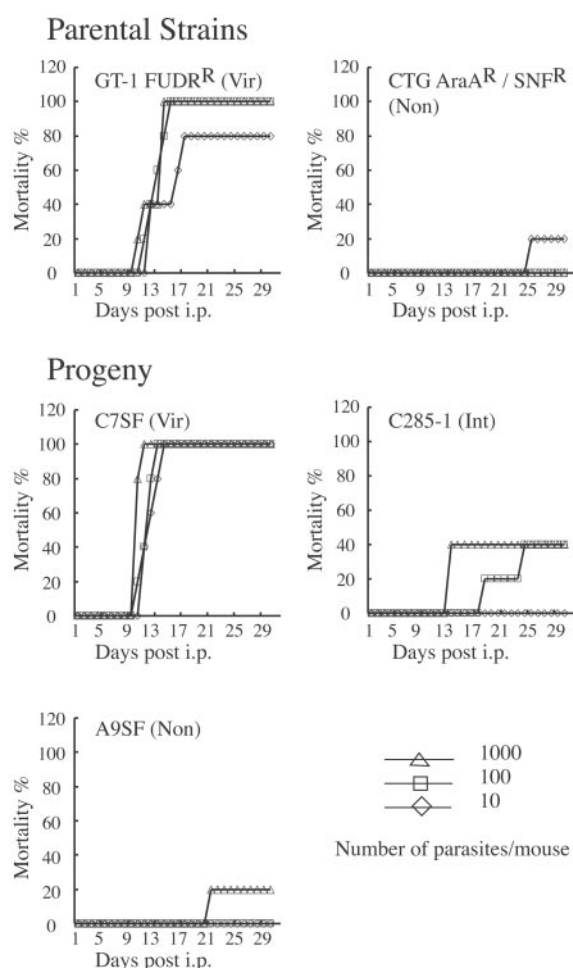 Parental Strains
GT-1 FUDRᴿ (Vir)
120
100
80
60
40
20
0
Mortality %
1 5 9 13 17 21 25 29
Days post i.p.
CTG AraAᴿ / SNFᴿ
(Non)
120
100
80
60
40
20
0
Mortality %
1 5 9 13 17 21 25 29
Days post i.p.
Progeny
C7SF (Vir)
120
100
80
60
40
20
0
Mortality %
1 5 9 13 17 21 25 29
Days post i.p.
C285-1 (Int)
120
100
80
60
40
20
0
Mortality %
1 5 9 13 17 21 25 29
Days post i.p.
A9SF (Non)
120
100
80
60
40
20
0
Mortality %
1 5 9 13 17 21 25 29
Days post i.p.
1000
100
10
Number of parasites/mouse